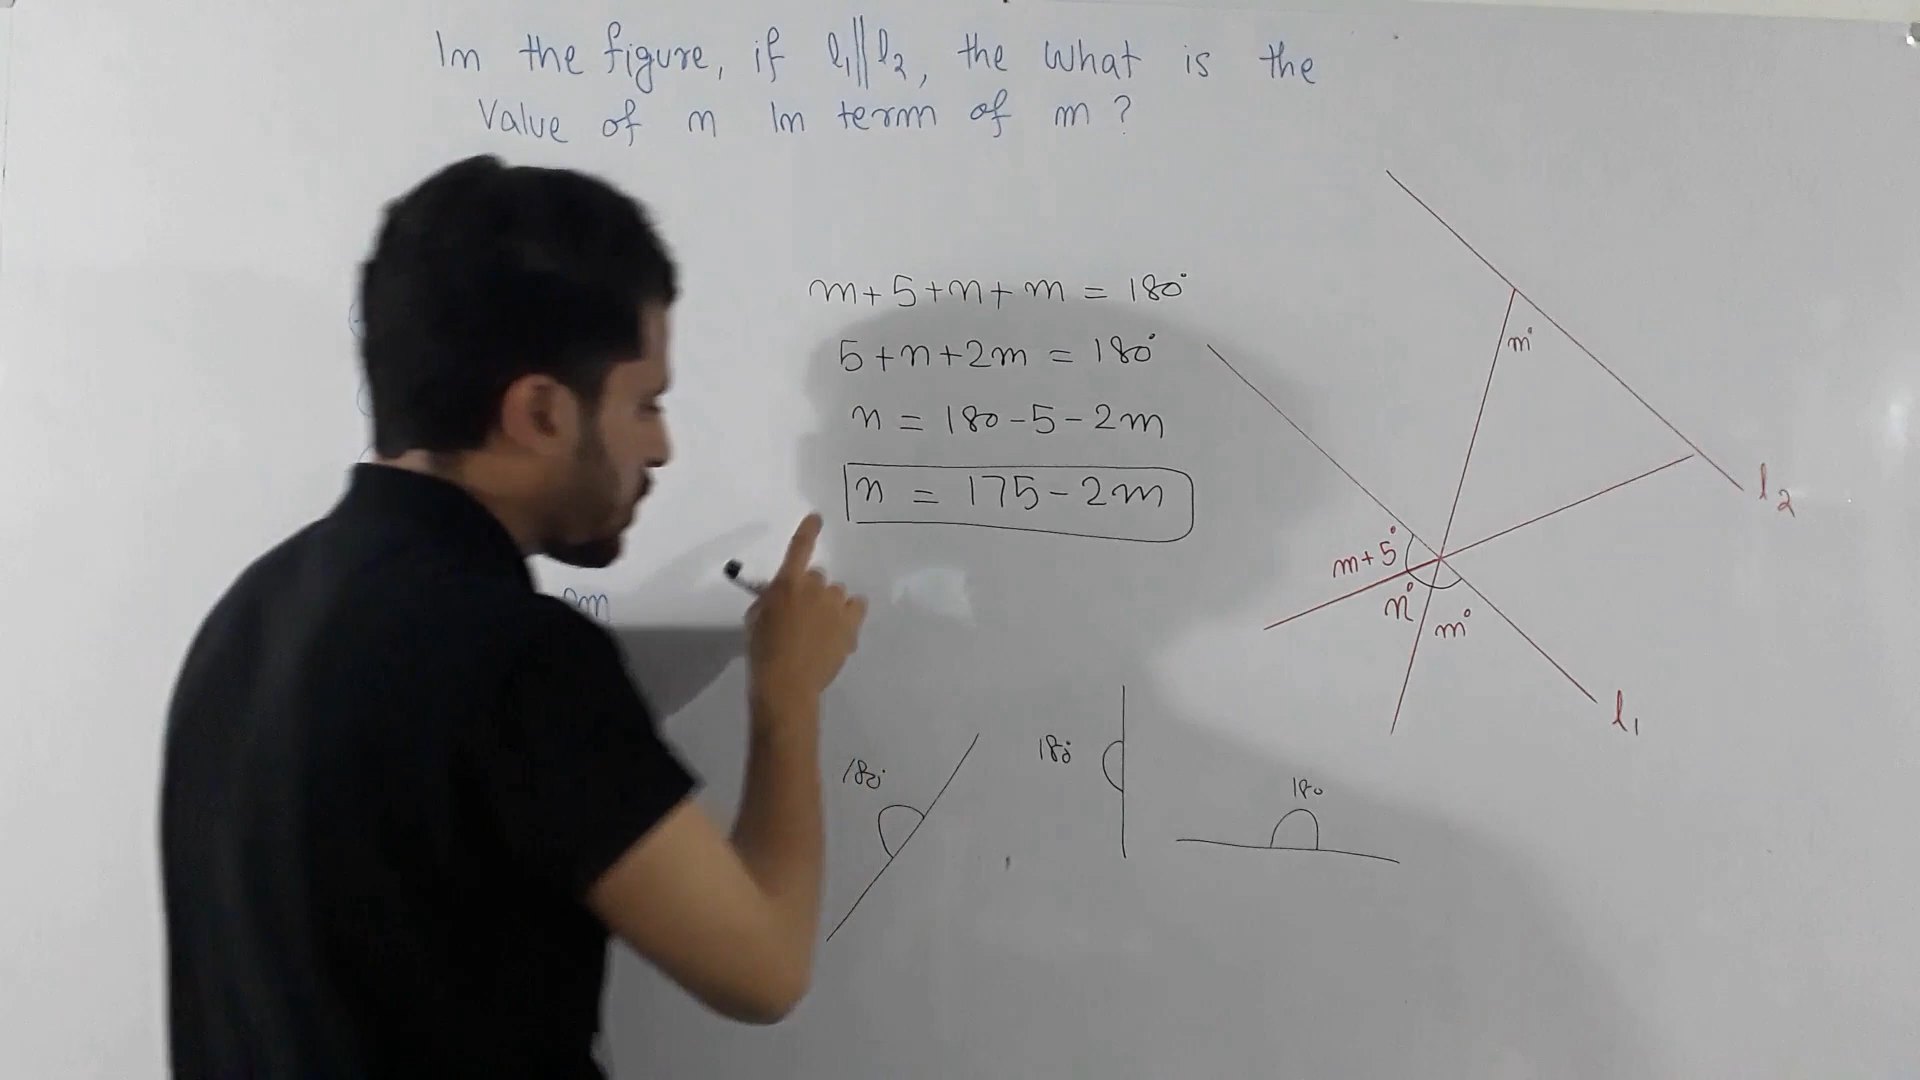 In the figure, if l₁||l₂, the what is the
Value of n In term of m ?
m+5+n+m = 180°
5+n+2m = 180°
n = 180-5-2m
n = 175-2m
m°
l₂
m+5°
n°
m°
l₁
180°
180°
180